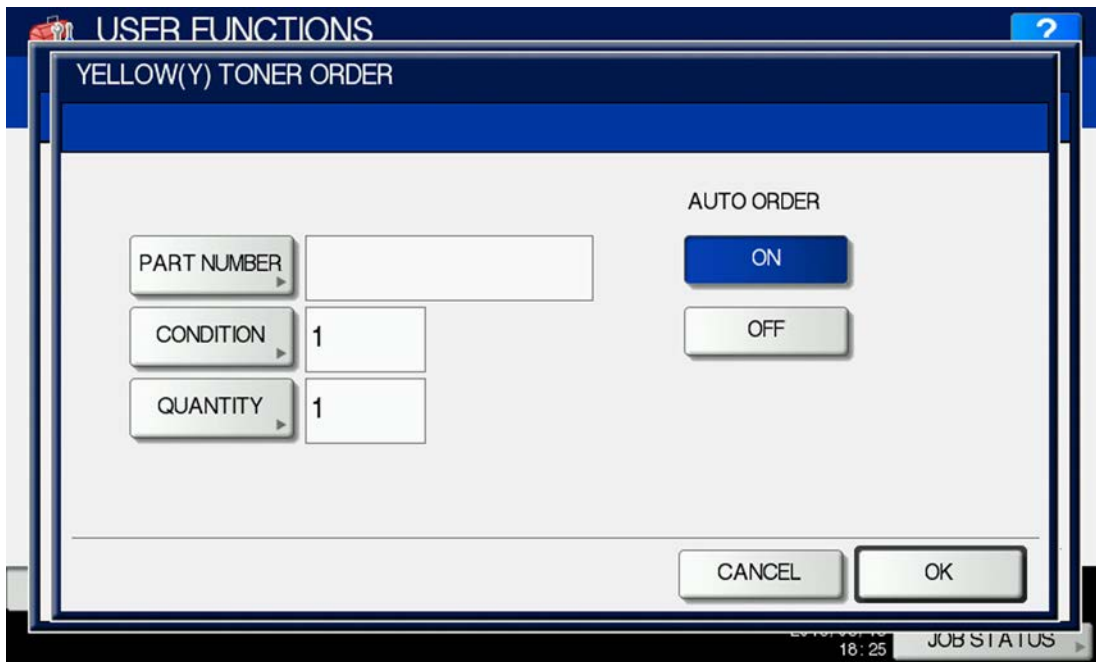 USER FUNCTIONS
?
YELLOW(Y) TONER ORDER
AUTO ORDER
PART NUMBER
ON
CONDITION
1
OFF
QUANTITY
1
CANCEL
OK
18:25
JOB STATUS